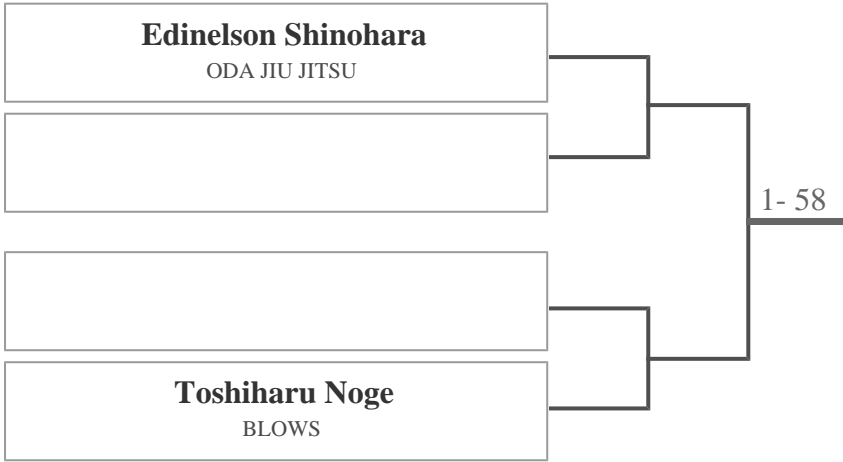 Edinelson Shinohara
ODA JIU JITSU
1- 58
Toshiharu Noge
BLOWS